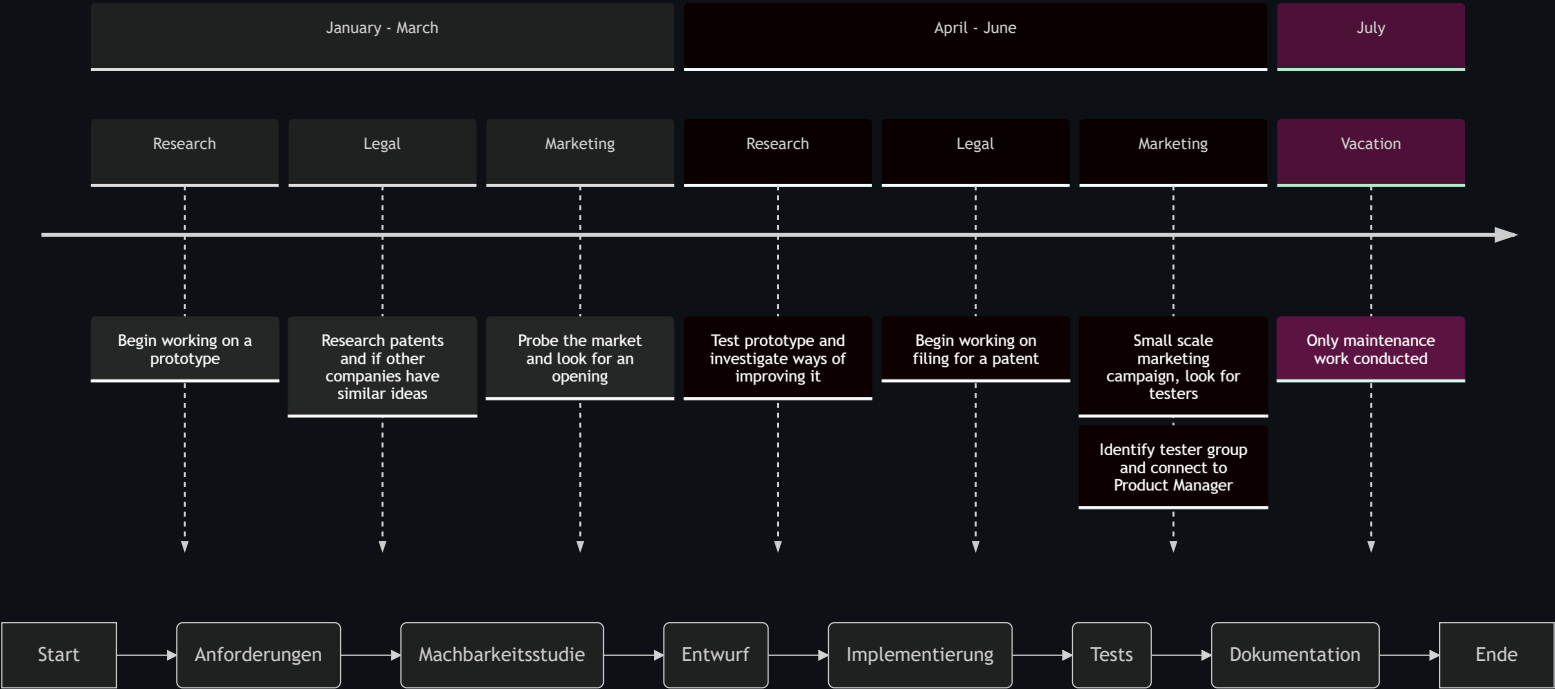 January - March
April - June
July
Research
Legal
Marketing
Research
Legal
Marketing
Vacation
Begin working on a
prototype
Research patents
and if other
companies have
similar ideas
Probe the market
and look for an
opening
Test prototype and
investigate ways of
improving it
Begin working on
filing for a patent
Small scale
marketing
campaign, look for
testers
Identify tester group
and connect to
Product Manager
Only maintenance
work conducted
Start
Anforderungen
Machbarkeitsstudie
Entwurf
Implementierung
Tests
Dokumentation
Ende